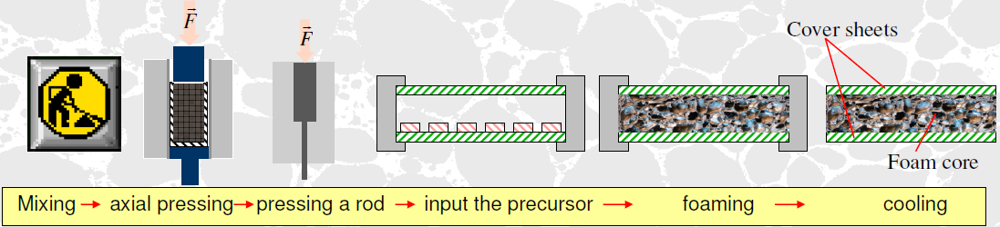 F
F
Cover sheets
Foam core
Mixing → axial pressing → pressing a rod → input the precursor → foaming → cooling